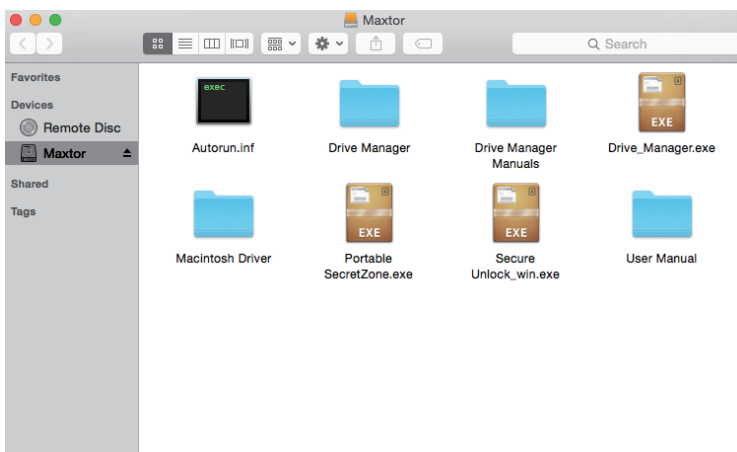 Maxtor
Search
Favorites
Devices
Remote Disc
Maxtor
Shared
Tags
exec
EXE
Autorun.inf
Drive Manager
Drive Manager
Manuals
Drive_Manager.exe
EXE
EXE
Macintosh Driver
Portable
SecretZone.exe
Secure
Unlock_win.exe
User Manual